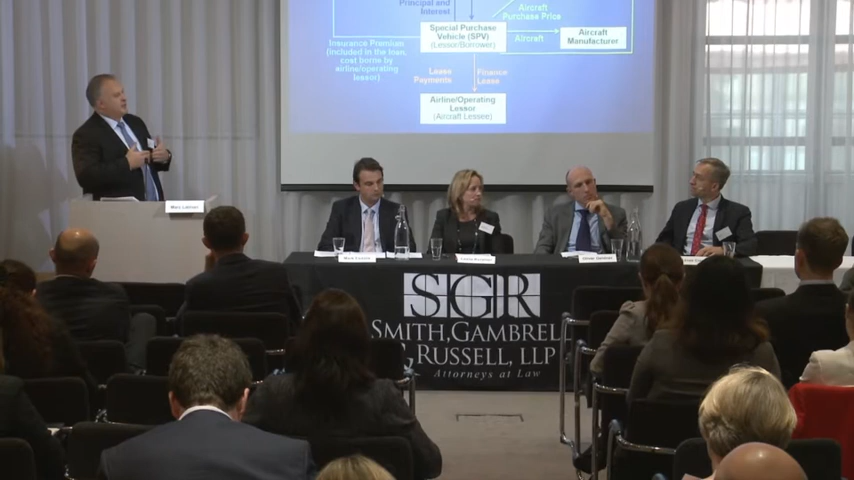 Principal and
Interest
Aircraft
Purchase Price
Special Purchase
Vehicle (SPV)
(Lessor/Borrower)
Aircraft
Aircraft
Manufacturer
Insurance Premium
(Included in the loan,
cost borne by
airline/operating
lessor)
Lease
Payments
Finance
Lease
Airline/Operating
Lessor
(Aircraft Lessee)
SGR
SMITH, GAMBREL
& RUSSELL, LLP
Attorneys at Law